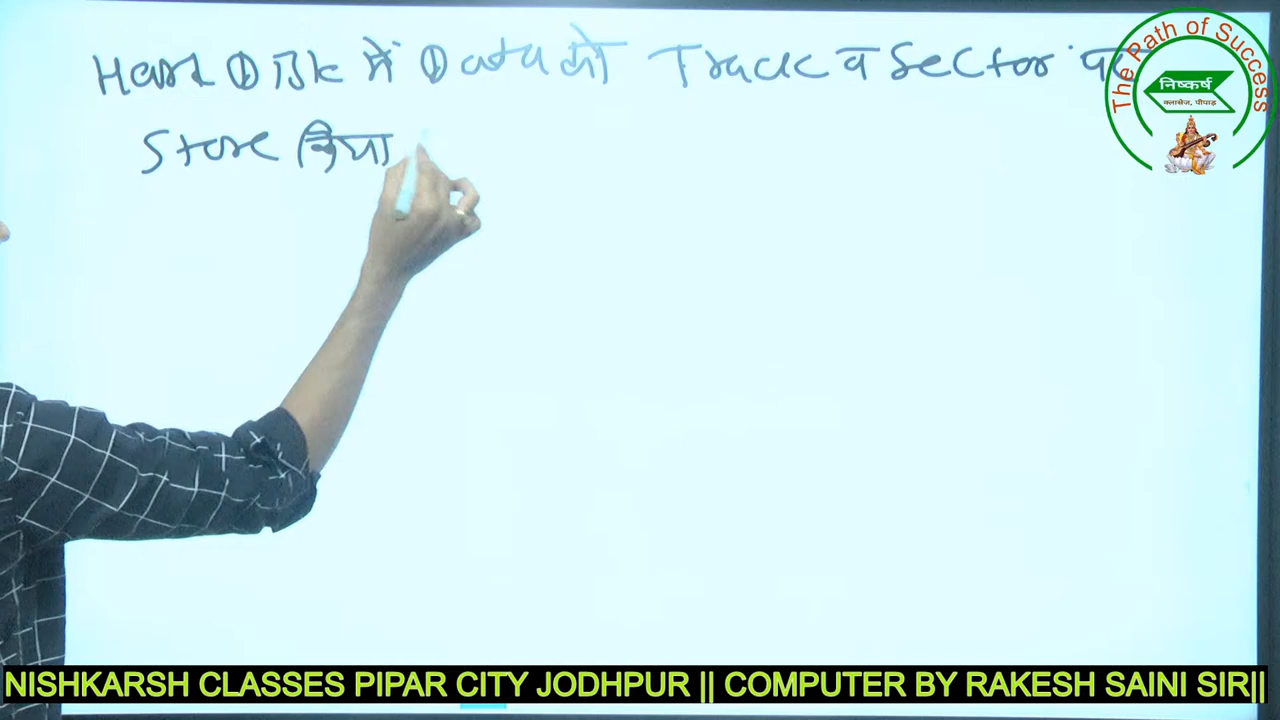 Hard Disk में Data को Track व Sector पर
Store किया
The Path of Success
निष्कर्ष
क्लासेज, पीपाड़
NISHKARSH CLASSES PIPAR CITY JODHPUR || COMPUTER BY RAKESH SAINI SIR||